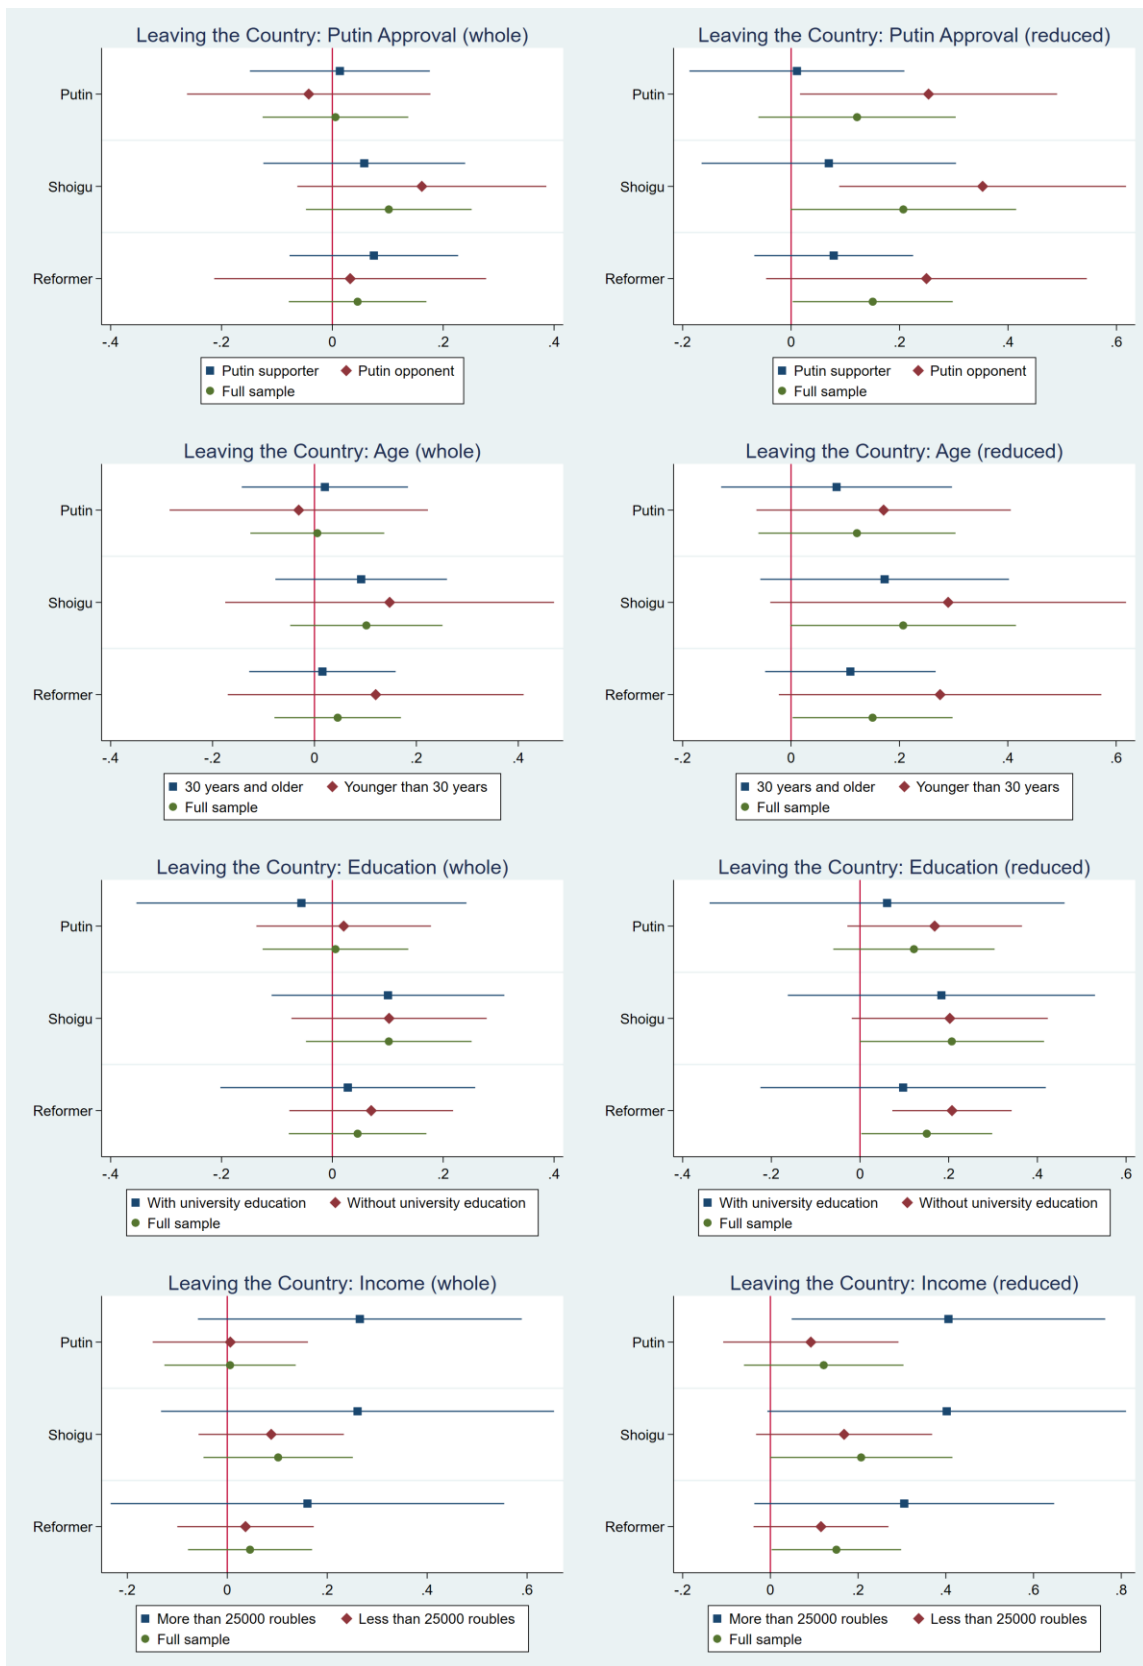 Leaving the Country: Putin Approval (whole)
Putin
Shoigu
Reformer
-.4 -.2 0 .2 .4
Putin supporter Putin opponent
Full sample
Leaving the Country: Putin Approval (reduced)
Putin
Shoigu
Reformer
-.2 0 .2 .4 .6
Putin supporter Putin opponent
Full sample
Leaving the Country: Age (whole)
Putin
Shoigu
Reformer
-.4 -.2 0 .2 .4
30 years and older Younger than 30 years
Full sample
Leaving the Country: Age (reduced)
Putin
Shoigu
Reformer
-.2 0 .2 .4 .6
30 years and older Younger than 30 years
Full sample
Leaving the Country: Education (whole)
Putin
Shoigu
Reformer
-.4 -.2 0 .2 .4
With university education Without university education
Full sample
Leaving the Country: Education (reduced)
Putin
Shoigu
Reformer
-.4 -.2 0 .2 .4 .6
With university education Without university education
Full sample
Leaving the Country: Income (whole)
Putin
Shoigu
Reformer
-.2 0 .2 .4 .6
More than 25000 roubles Less than 25000 roubles
Full sample
Leaving the Country: Income (reduced)
Putin
Shoigu
Reformer
-.2 0 .2 .4 .6 .8
More than 25000 roubles Less than 25000 roubles
Full sample